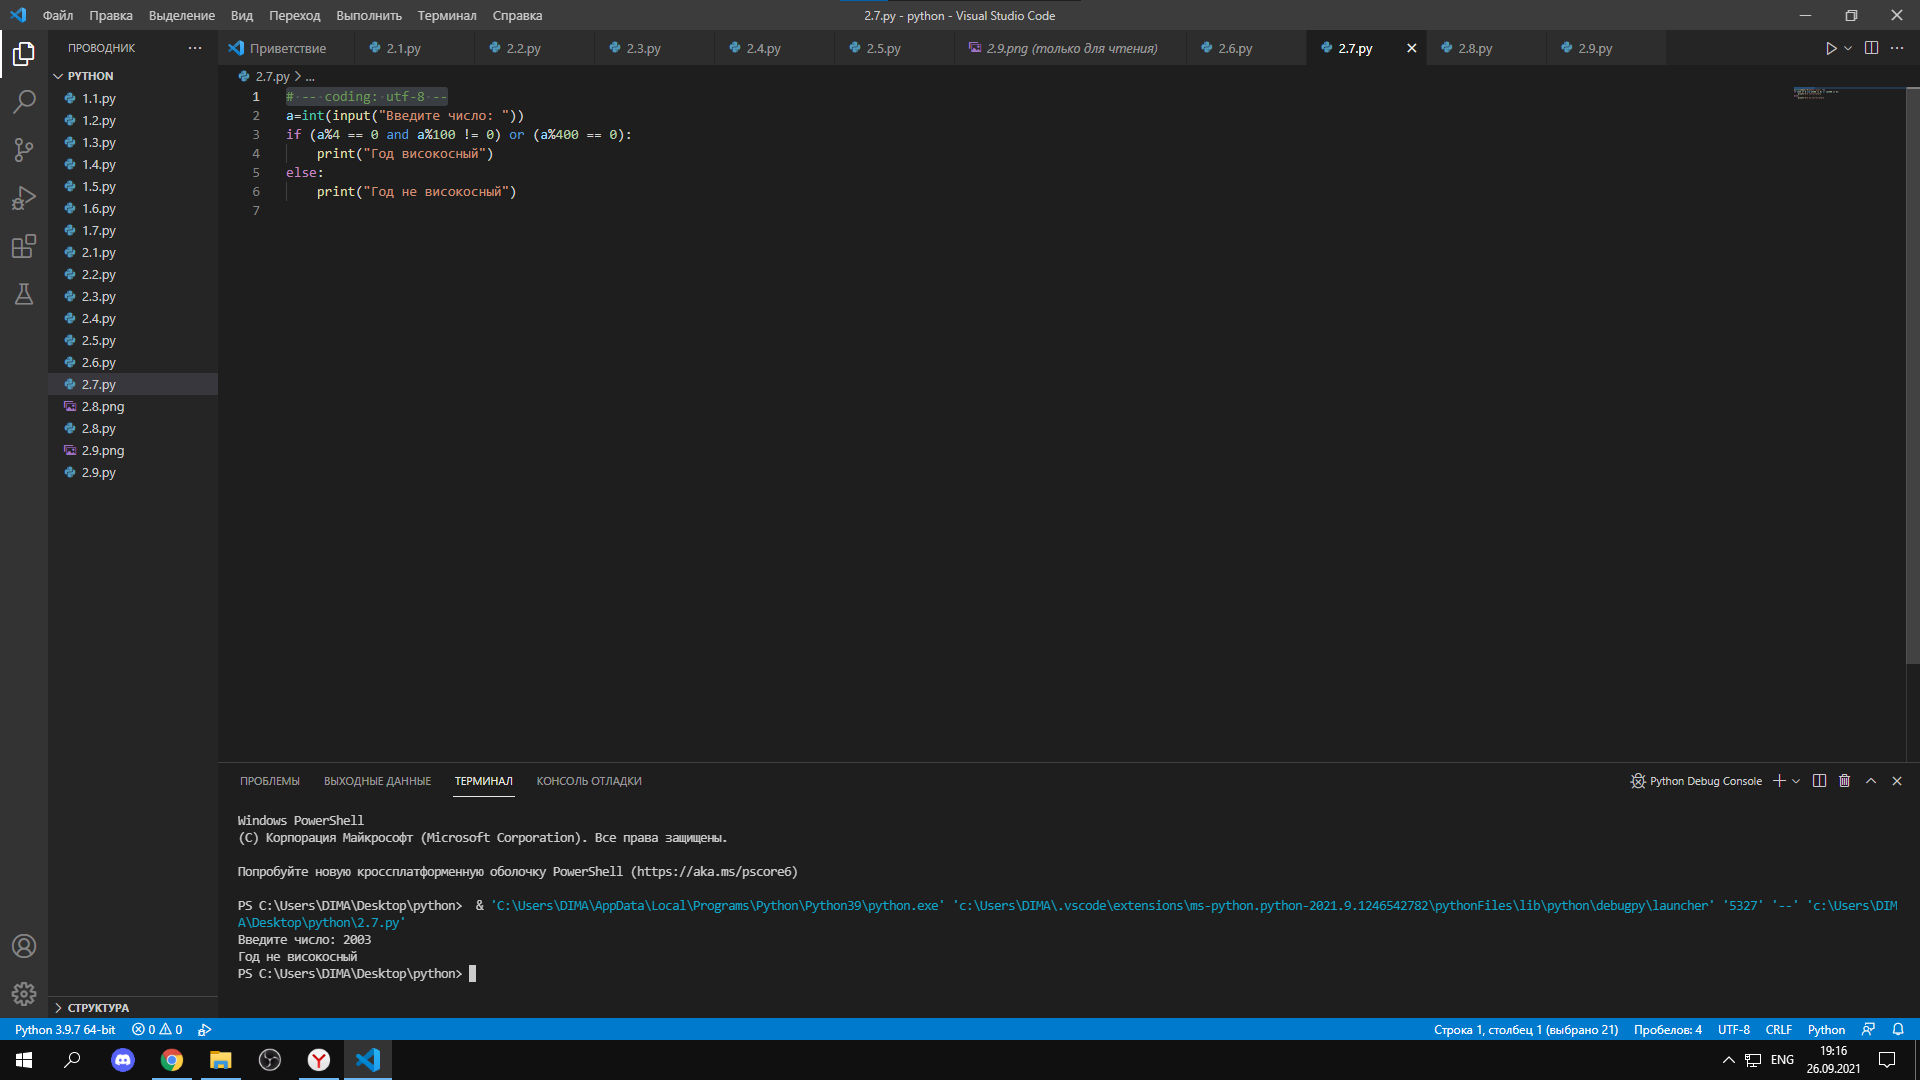 Файл Правка Выделение Вид Переход Выполнить Терминал Справка
2.7.py - python - Visual Studio Code
ПРОВОДНИК
Приветствие 2.1.py 2.2.py 2.3.py 2.4.py 2.5.py 2.9.png (только для чтения) 2.6.py 2.7.py 2.8.py 2.9.py
PYTHON
1.1.py
1.2.py
1.3.py
1.4.py
1.5.py
1.6.py
1.7.py
2.1.py
2.2.py
2.3.py
2.4.py
2.5.py
2.6.py
2.7.py
2.8.png
2.8.py
2.9.png
2.9.py
СТРУКТУРА
2.7.py > ...
1 # -- coding: utf-8 --
2 a=int(input("Введите число: "))
3 if (a%4 == 0 and a%100 != 0) or (a%400 == 0):
4 print("Год високосный")
5 else:
6 print("Год не високосный")
7
ПРОБЛЕМЫ ВЫХОДНЫЕ ДАННЫЕ ТЕРМИНАЛ КОНСОЛЬ ОТЛАДКИ
Python Debug Console
Windows PowerShell
(C) Корпорация Майкрософт (Microsoft Corporation). Все права защищены.
Попробуйте новую кроссплатформенную оболочку PowerShell (https://aka.ms/pscore6)
PS C:\Users\DIMA\Desktop\python>  & 'C:\Users\DIMA\AppData\Local\Programs\Python\Python39\python.exe' 'c:\Users\DIMA\.vscode\extensions\ms-python.python-2021.9.1246542782\pythonFiles\lib\python\debugpy\launcher' '5327' '--' 'c:\Users\DIM
A\Desktop\python\2.7.py'
Введите число: 2003
Год не високосный
PS C:\Users\DIMA\Desktop\python>
Python 3.9.7 64-bit 0 0
Строка 1, столбец 1 (выбрано 21) Пробелов: 4 UTF-8 CRLF Python
ENG
19:16
26.09.2021